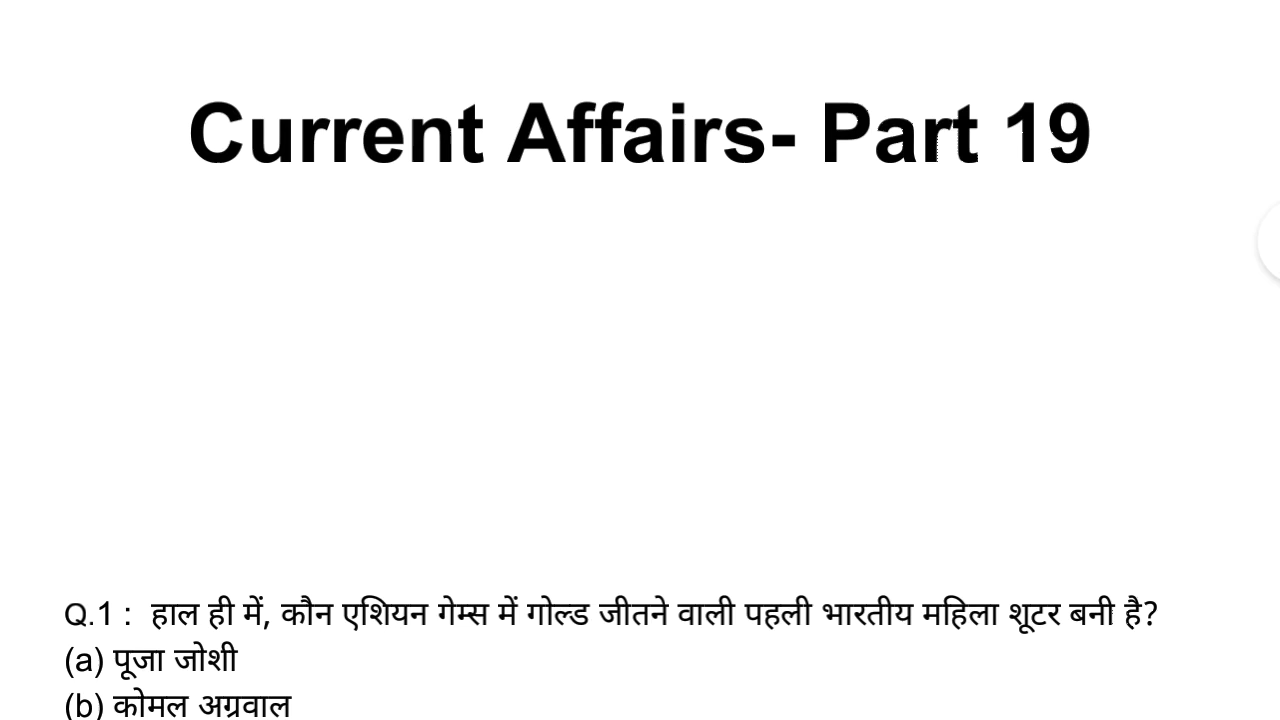 Current Affairs- Part 19
Q.1 : हाल ही में, कौन एशियन गेम्स में गोल्ड जीतने वाली पहली भारतीय महिला शूटर बनी है?
(a) पूजा जोशी
(b) कोमल अग्रवाल